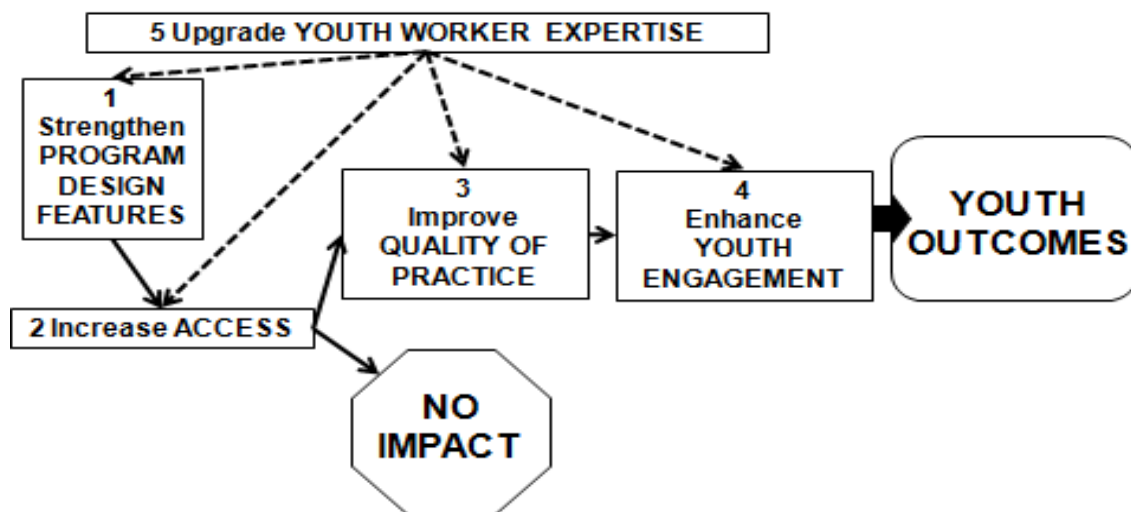 5 Upgrade YOUTH WORKER EXPERTISE
1
Strengthen
PROGRAM
DESIGN
FEATURES
2 Increase ACCESS
3
Improve
QUALITY OF
PRACTICE
4
Enhance
YOUTH
ENGAGEMENT
YOUTH
OUTCOMES
NO
IMPACT